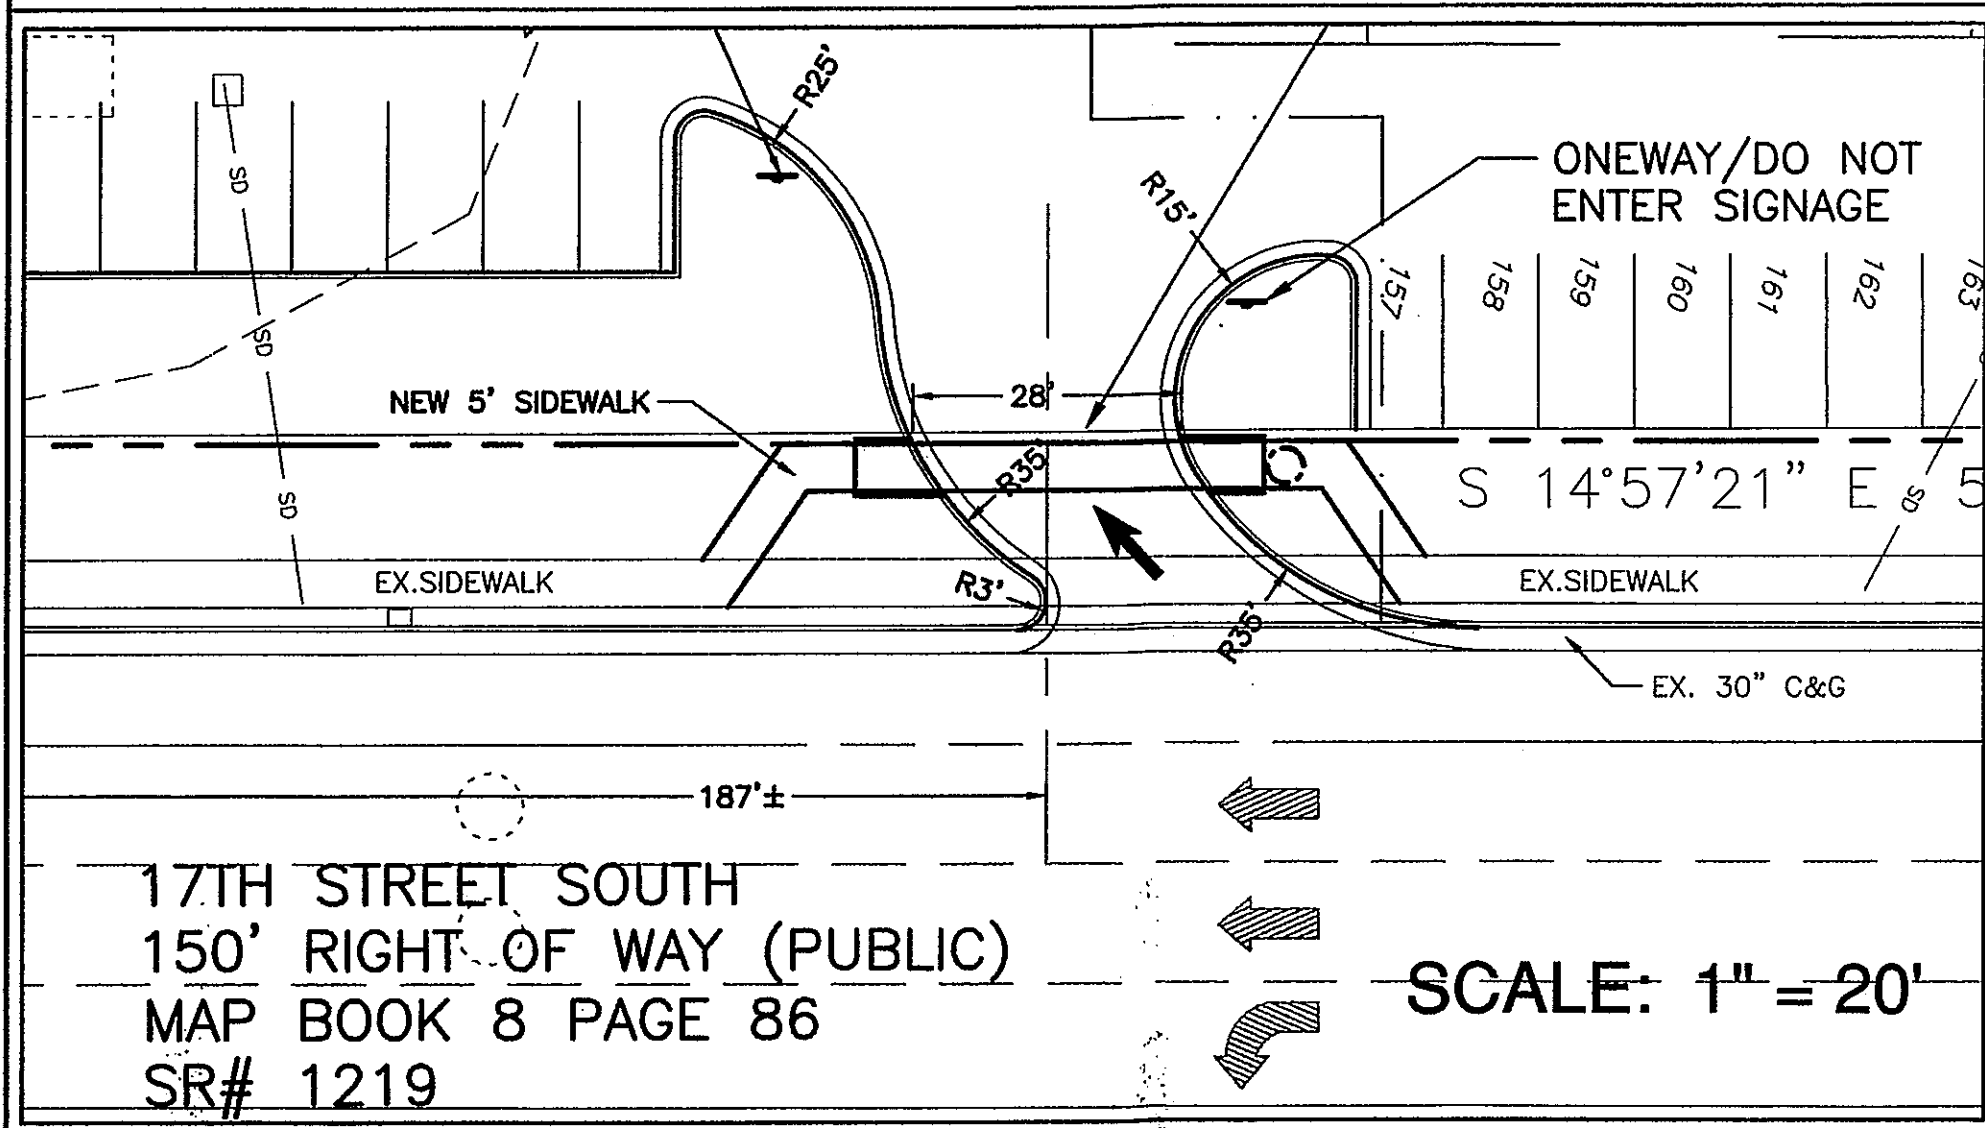 R25'
ONEWAY/DO NOT
ENTER SIGNAGE
R15'
SD
157
158
159
160
161
162
163
SD
28'
NEW 5' SIDEWALK
R35'
S 14°57'21" E 5
SD
SD
EX.SIDEWALK
R3'
EX.SIDEWALK
R35'
EX. 30" C&G
187'±
17TH STREET SOUTH
150' RIGHT OF WAY (PUBLIC)
MAP BOOK 8 PAGE 86
SR# 1219
SCALE: 1" = 20'